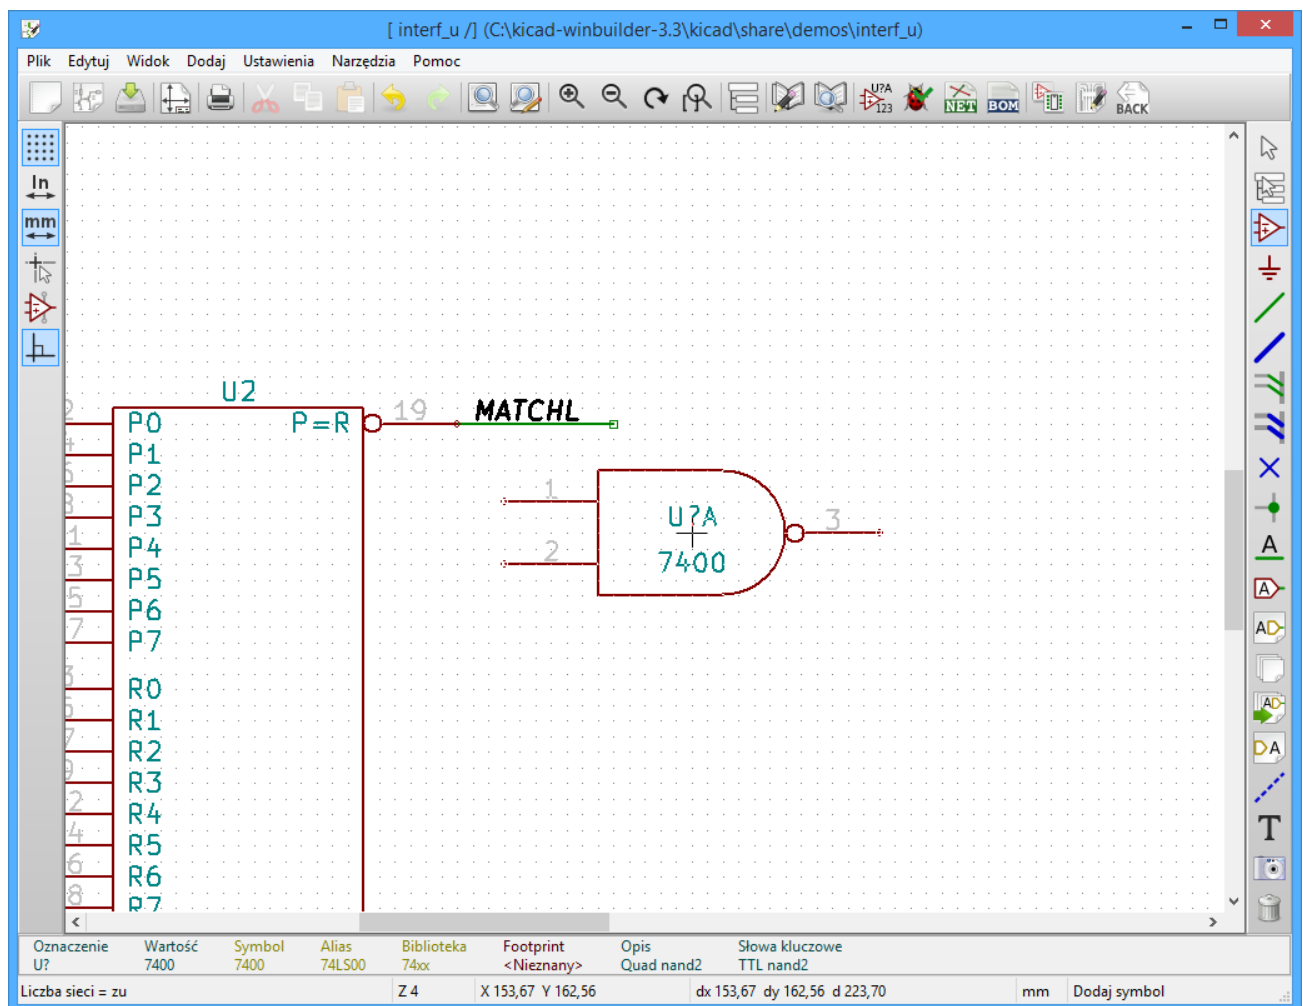 [ interf_u /] (C:\kicad-winbuilder-3.3\kicad\share\demos\interf_u)
Plik Edytuj Widok Dodaj Ustawienia Narzędzia Pomoc
U?A
123
NET
BOM
BACK
In
mm
U2
19
MATCHL
P=R
P0
P1
P2
P3
P4
P5
P6
P7
R0
R1
R2
R3
R4
R5
R6
R7
1
2
U?A
7400
3
A
A
AD
AD
DA
T
Oznaczenie Wartość Symbol Alias Biblioteka Footprint Opis Słowa kluczowe
U? 7400 7400 74LS00 74xx <Nieznany> Quad nand2 TTL nand2
Liczba sieci = zu Z 4 X 153,67 Y 162,56 dx 153,67 dy 162,56 d 223,70 mm Dodaj symbol